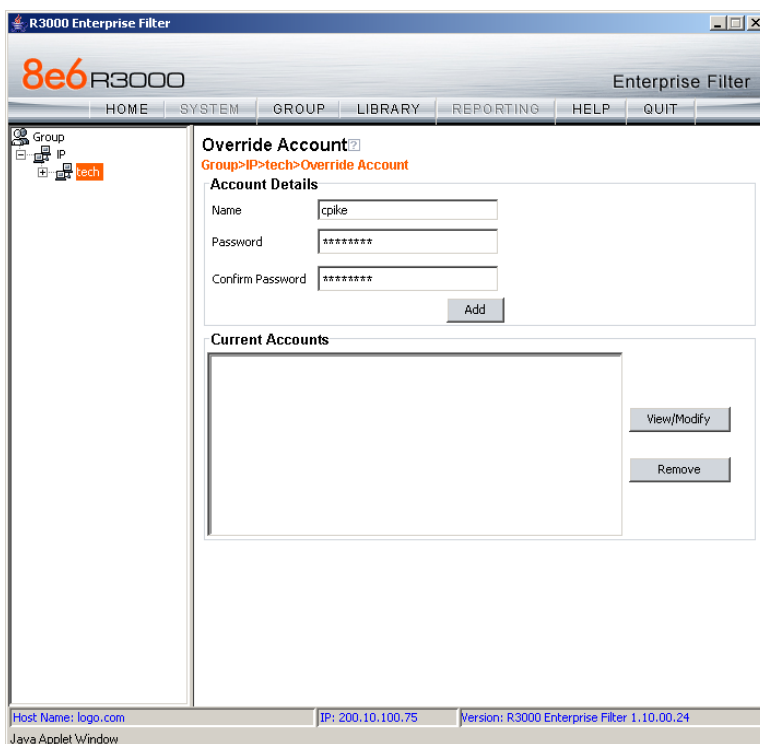 R3000 Enterprise Filter
8e6 R3000
Enterprise Filter
HOME SYSTEM GROUP LIBRARY REPORTING HELP QUIT
Group
IP
tech
Override Account?
Group>IP>tech>Override Account
Account Details
Name cpike
Password ********
Confirm Password ********
Add
Current Accounts
View/Modify
Remove
Host Name: logo.com IP: 200.10.100.75 Version: R3000 Enterprise Filter 1.10.00.24
Java Applet Window